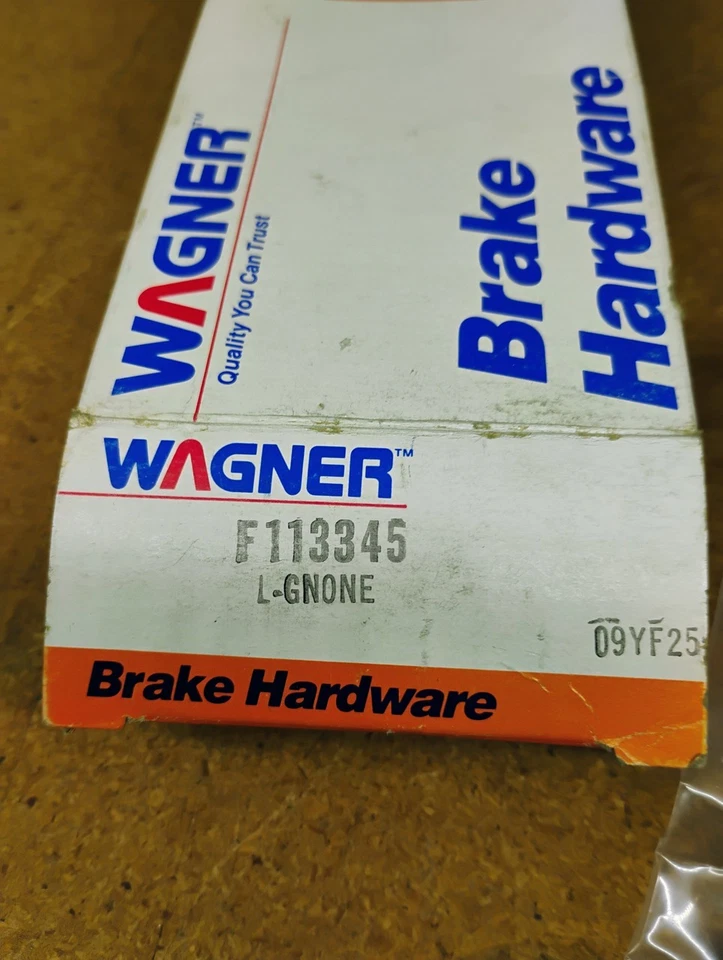 WAGNER™
Quality You Can Trust
Brake
Hardware
WAGNER™
F113345
L-GNONE
09YF25
Brake Hardware